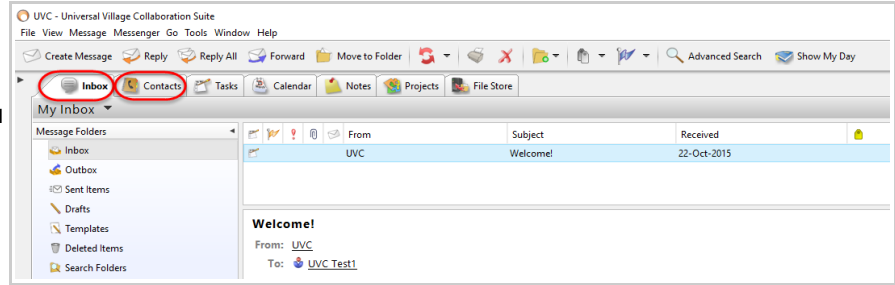 UVC - Universal Village Collaboration Suite
File View Message Messenger Go Tools Window Help
Create Message Reply Reply All Forward Move to Folder Advanced Search Show My Day
Inbox Contacts Tasks Calendar Notes Projects File Store
My Inbox
Message Folders From Subject Received
Inbox UVC Welcome! 22-Oct-2015
Outbox
Sent Items
Drafts
Templates Welcome!
Deleted Items From: UVC
Search Folders To: UVC Test1